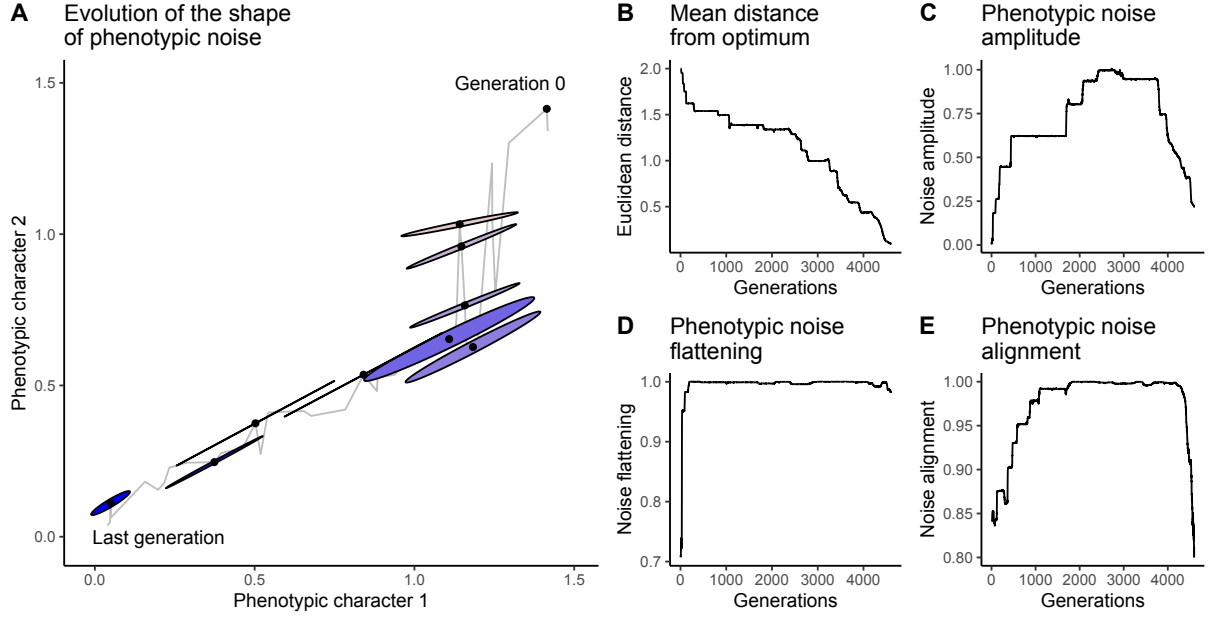 A
Evolution of the shape
of phenotypic noise
Generation 0
Last generation
1.5
1.0
0.5
0.0
0.0
0.5
1.0
1.5
Phenotypic character 2
Phenotypic character 1
B
Mean distance
from optimum
2.0
1.5
1.0
0.5
0
1000
2000
3000
4000
Euclidean distance
Generations
C
Phenotypic noise
amplitude
1.00
0.75
0.50
0.25
0.00
0
1000
2000
3000
4000
Noise amplitude
Generations
D
Phenotypic noise
flattening
1.0
0.9
0.8
0.7
0
1000
2000
3000
4000
Noise flattening
Generations
E
Phenotypic noise
alignment
1.00
0.95
0.90
0.85
0.80
0
1000
2000
3000
4000
Noise alignment
Generations